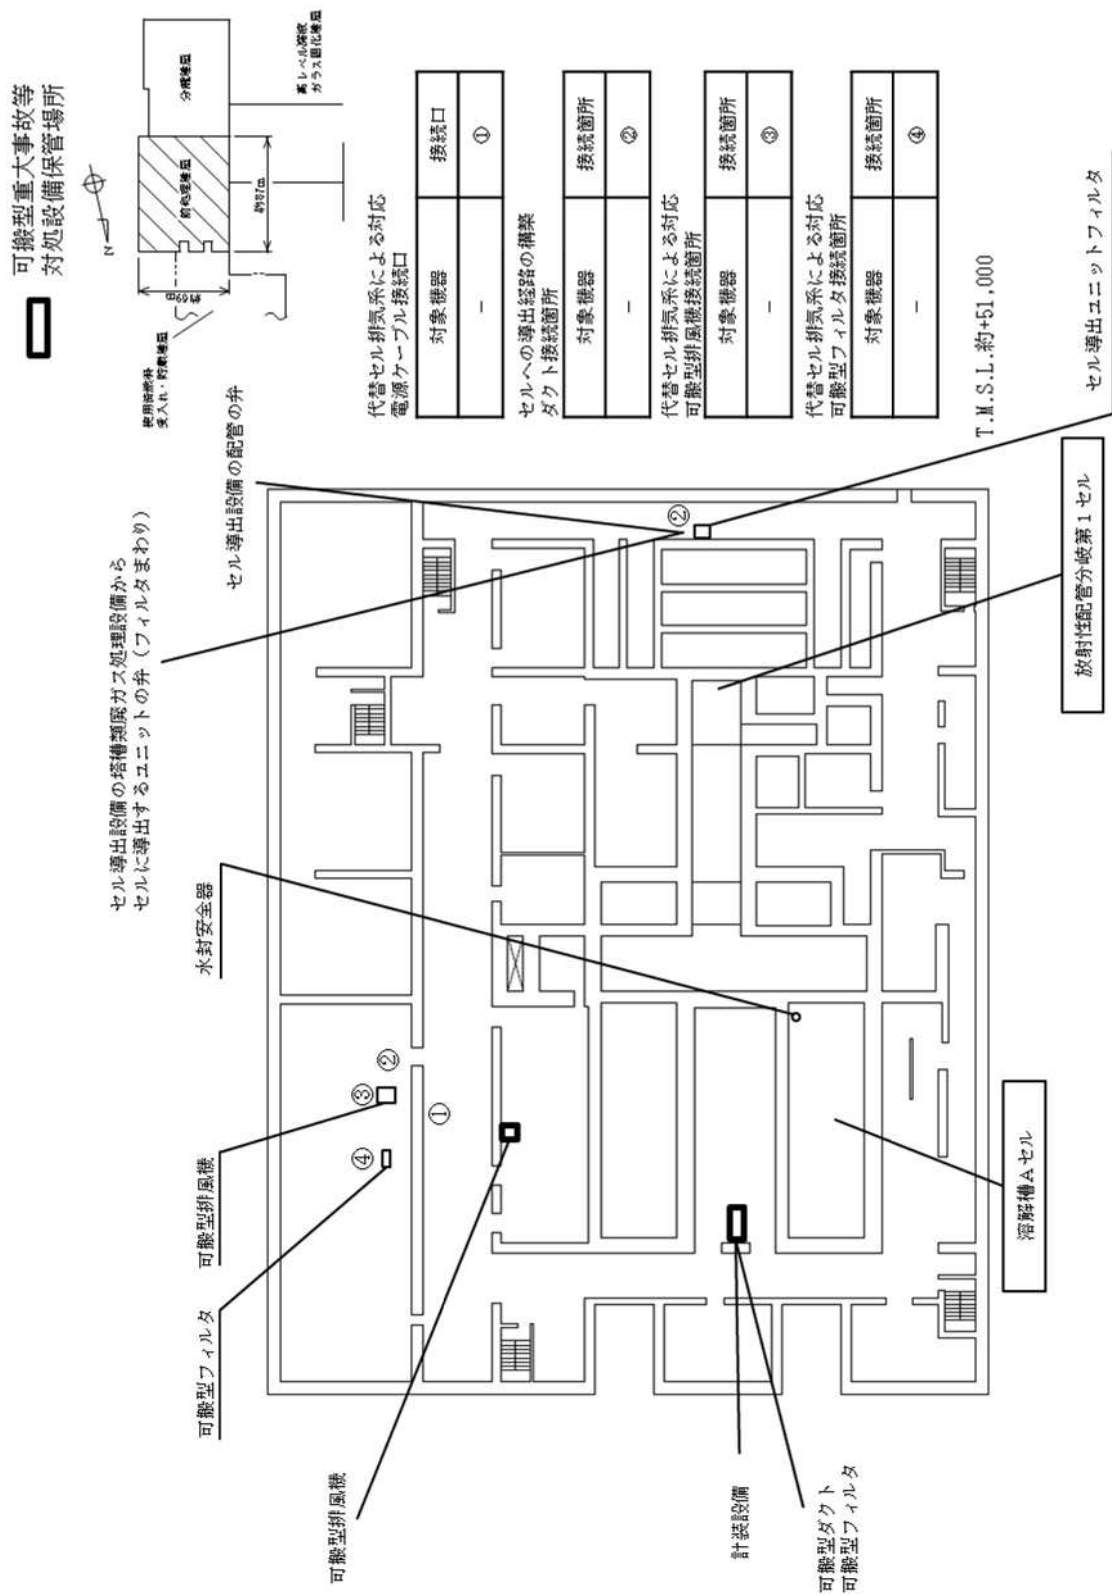 可搬型重大事故等
対処設備保管場所
N
使用済燃料
受入れ・貯蔵建屋
前処理建屋
分離建屋
高レベル廃液
ガラス固化建屋
約69m
約87m
代替セル排気系による対応
電源ケーブル接続口
対象機器 接続口
－ ①
セルへの導出経路の構築
ダクト接続箇所
対象機器 接続箇所
－ ②
代替セル排気系による対応
可搬型排風機接続箇所
対象機器 接続箇所
－ ③
代替セル排気系による対応
可搬型フィルタ接続箇所
対象機器 接続箇所
－ ④
T.M.S.L.約+51,000
セル導出設備の塔槽類廃ガス処理設備から
セルに導出するユニットの弁（フィルタまわり）
セル導出設備の配管の弁
水封安全器
可搬型排風機
可搬型フィルタ
④
③
②
①
②
可搬型排風機
計装設備
可搬型ダクト
可搬型フィルタ
溶解槽Aセル
放射性配管分岐第1セル
セル導出ユニットフィルタ